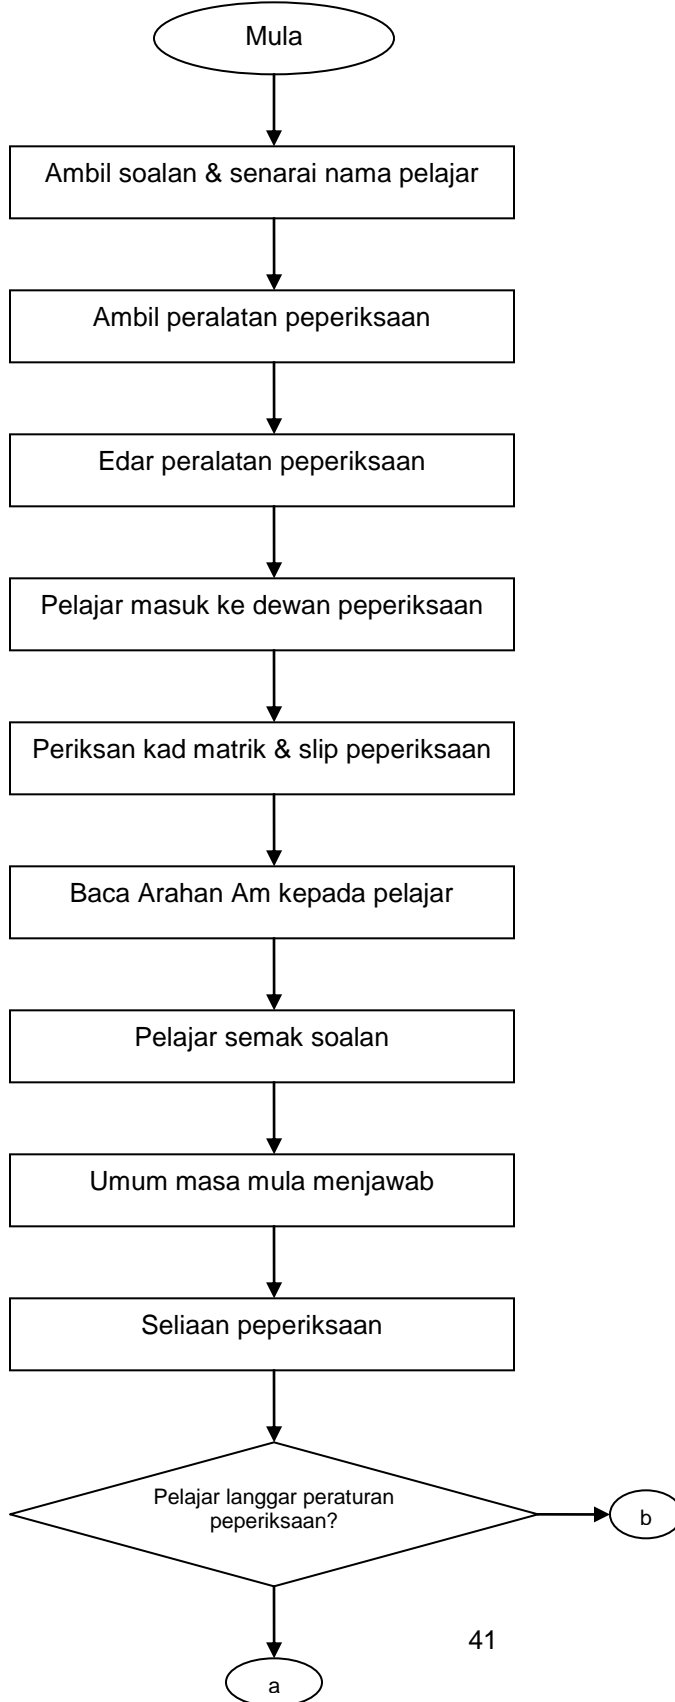 Mula
Ambil soalan & senarai nama pelajar
Ambil peralatan peperiksaan
Edar peralatan peperiksaan
Pelajar masuk ke dewan peperiksaan
Periksan kad matrik & slip peperiksaan
Baca Arahan Am kepada pelajar
Pelajar semak soalan
Umum masa mula menjawab
Seliaan peperiksaan
Pelajar langgar peraturan
peperiksaan?
b
41
a